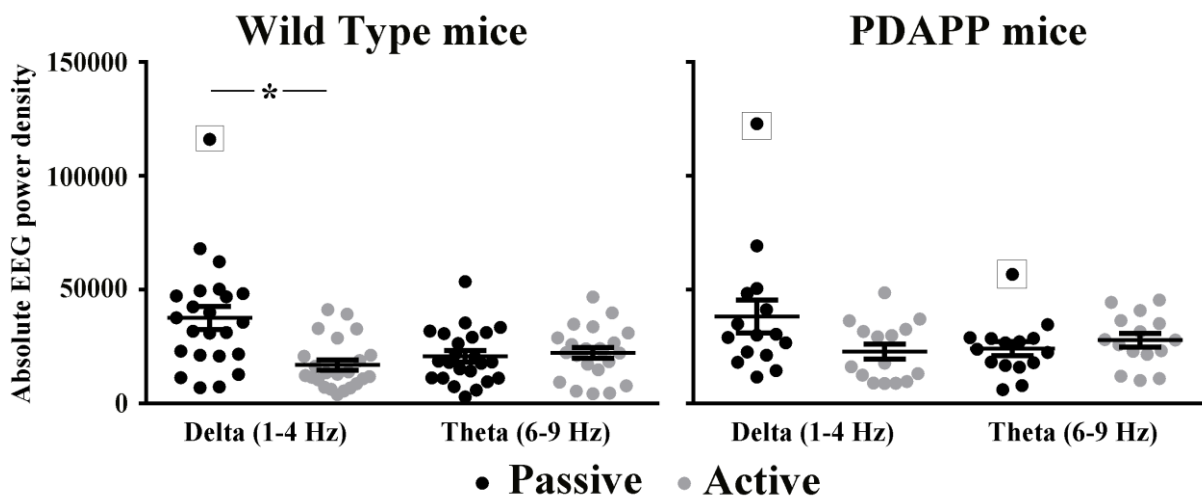 Wild Type mice
PDAPP mice
Absolute EEG power density
150000
100000
50000
0
*
Delta (1-4 Hz)
Theta (6-9 Hz)
Delta (1-4 Hz)
Theta (6-9 Hz)
Passive
Active